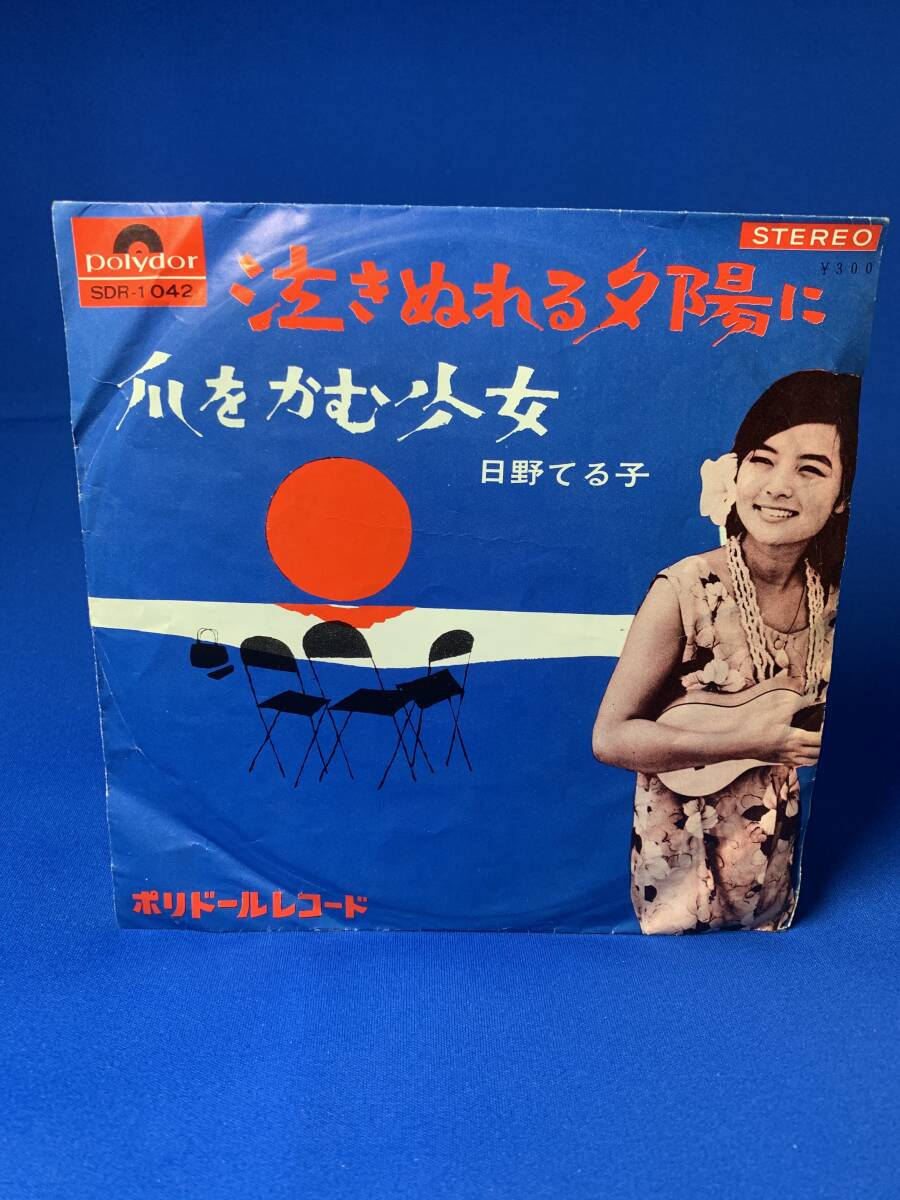 polydor
SDR-1042
STEREO
¥300
泣きぬれる夕陽に
爪をかむ少女
日野てる子
ポリドールレコード